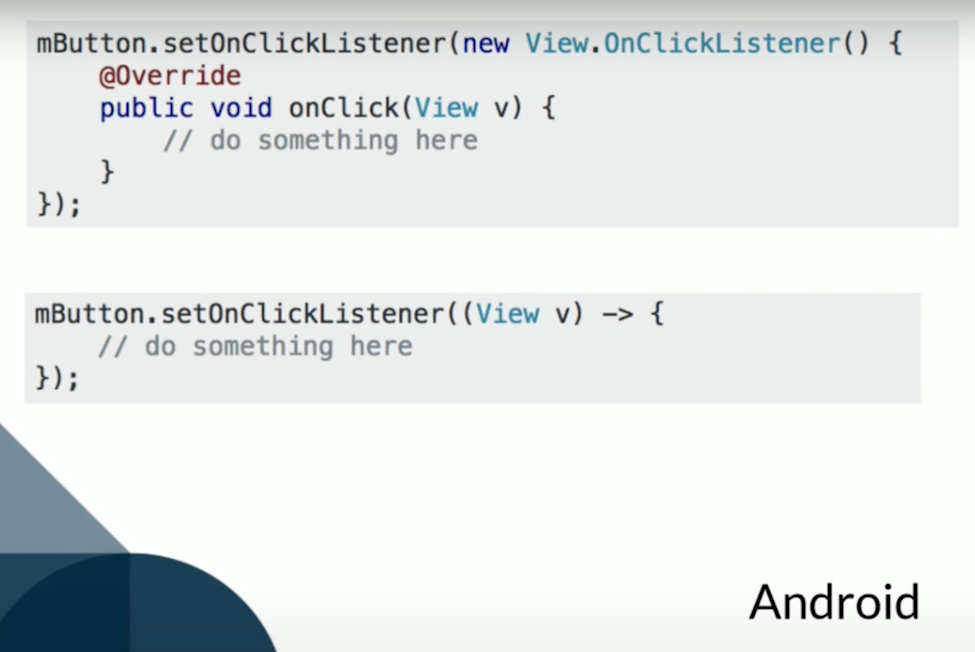 mButton.setOnClickListener(new View.OnClickListener() {
    @Override
    public void onClick(View v) {
        // do something here
    }
});
mButton.setOnClickListener((View v) -> {
    // do something here
});
Android